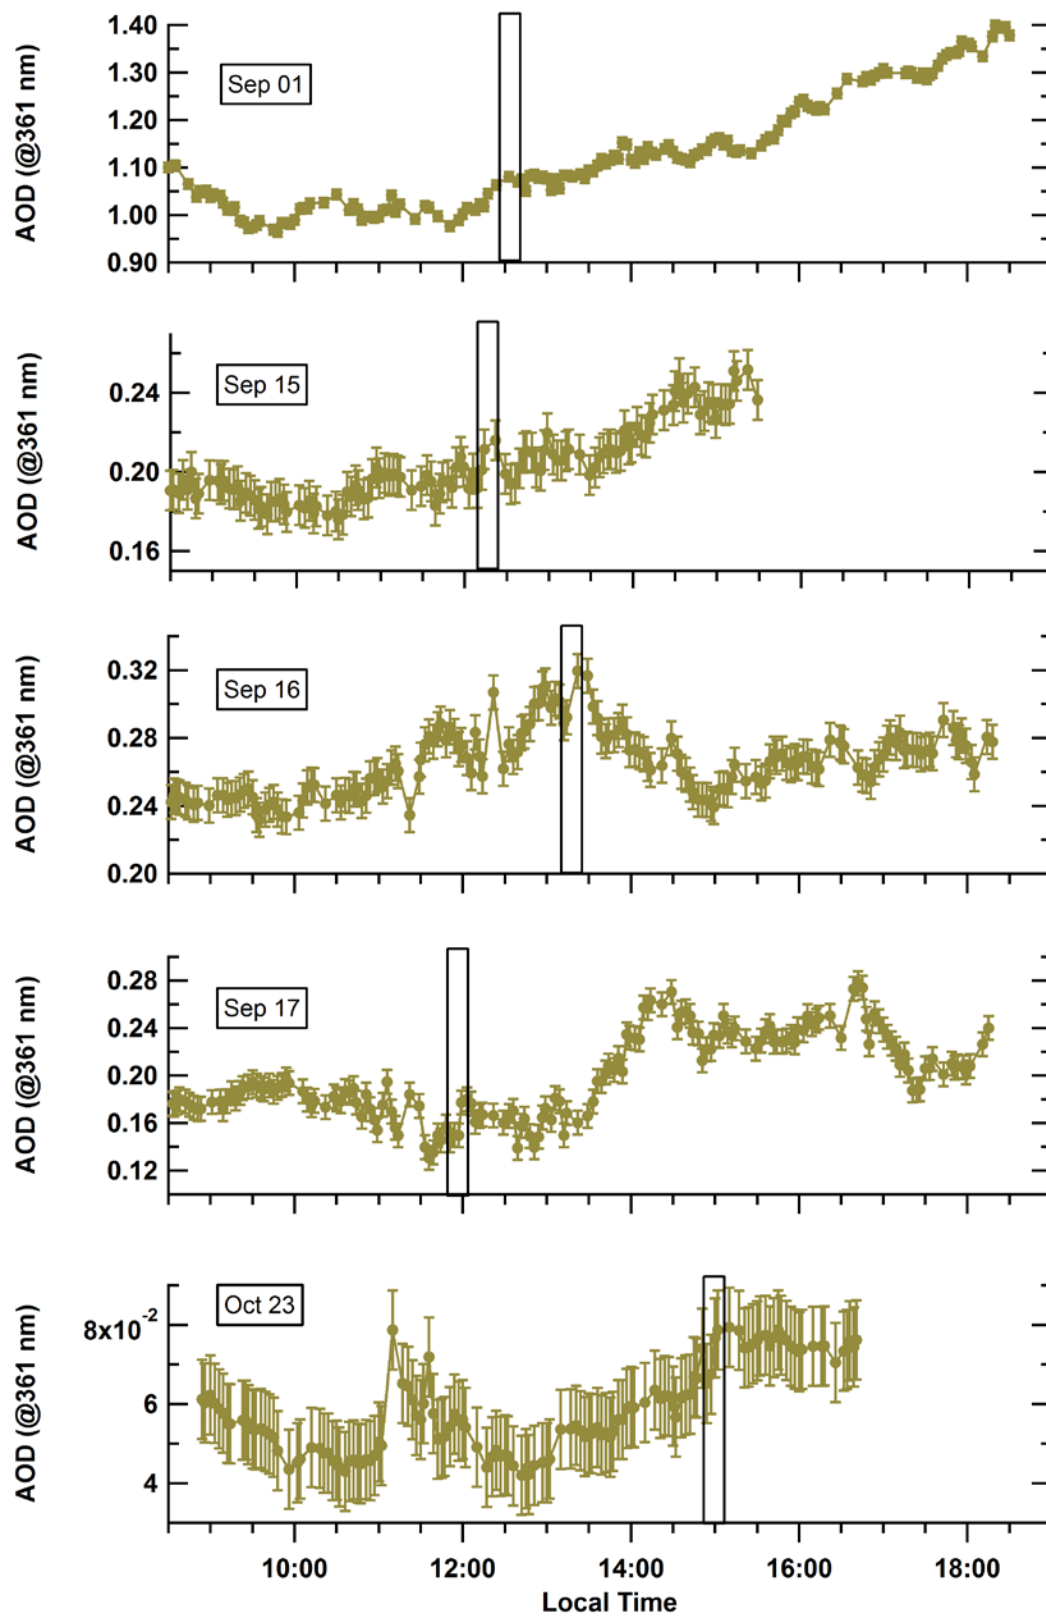 AOD (@361 nm)
1.40
1.30
1.20
1.10
1.00
0.90
Sep 01
AOD (@361 nm)
0.24
0.20
0.16
Sep 15
AOD (@361 nm)
0.32
0.28
0.24
0.20
Sep 16
AOD (@361 nm)
0.28
0.24
0.20
0.16
0.12
Sep 17
AOD (@361 nm)
8x10⁻²
6
4
Oct 23
10:00 12:00 14:00 16:00 18:00
Local Time